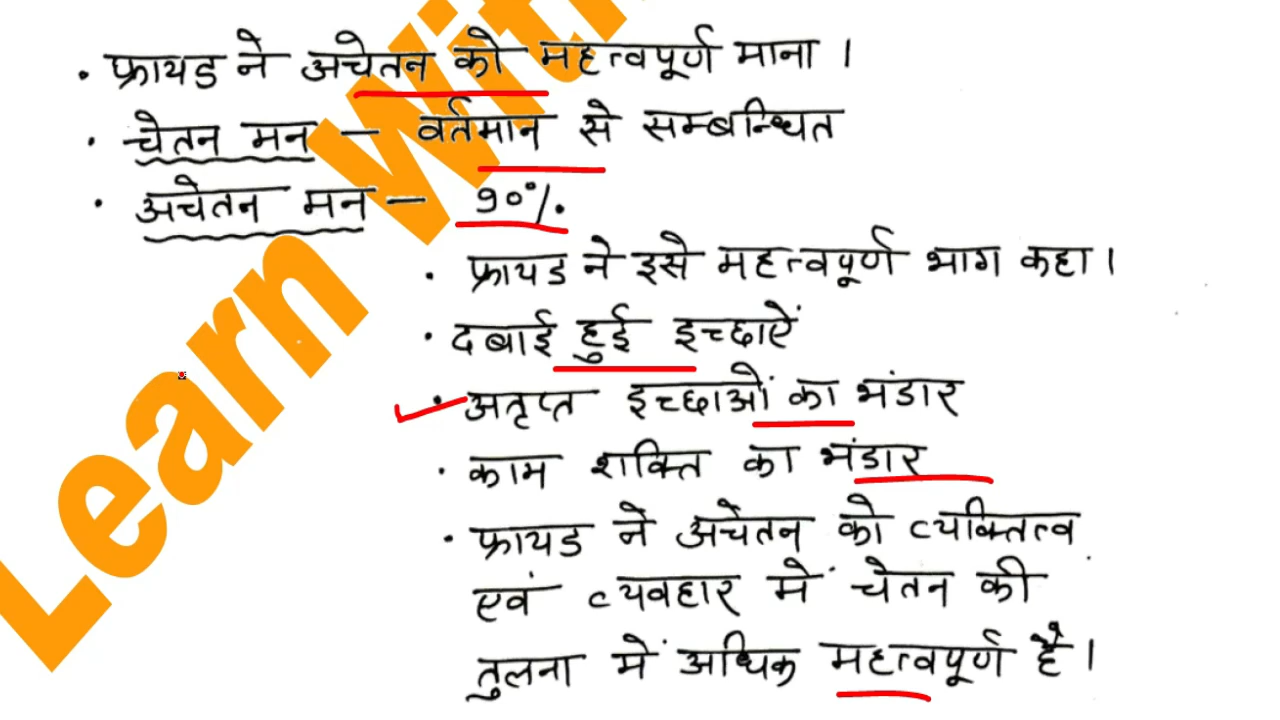 • फ्रायड ने अचेतन को महत्त्वपूर्ण माना ।
• चेतन मन – वर्तमान से सम्बन्धित
• अचेतन मन – 90%.
• फ्रायड ने इसे महत्त्वपूर्ण भाग कहा ।
• दबाई हुई इच्छाऐं
• अतृप्त इच्छाओं का भंडार
• काम शक्ति का भंडार
• फ्रायड ने अचेतन को व्यक्तित्व
एवं व्यवहार में चेतन की
तुलना में अधिक महत्वपूर्ण है ।
Learn With